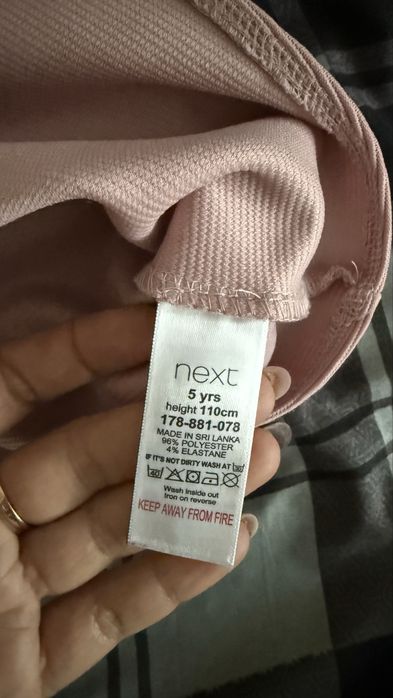 next
5 yrs
height 110cm
178-881-078
MADE IN SRI LANKA
96% POLYESTER
4% ELASTANE
IF IT'S NOT DIRTY WASH AT
40
Wash inside out
Iron on reverse
KEEP AWAY FROM FIRE